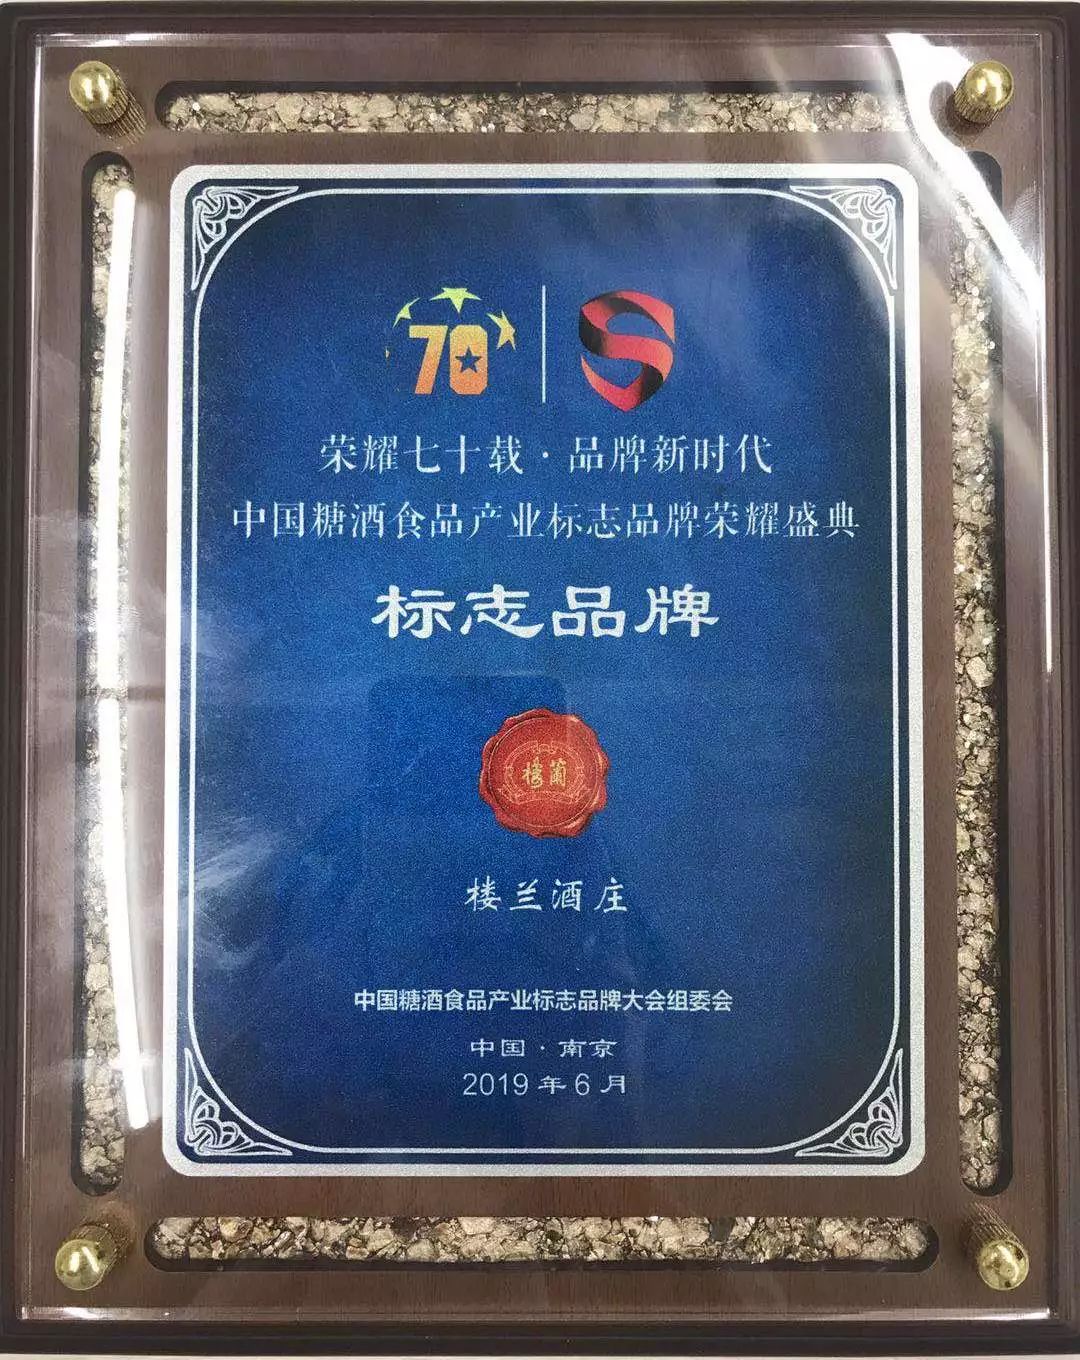 70
荣耀七十载·品牌新时代
中国糖酒食品产业标志品牌荣耀盛典
标志品牌
楼蘭
楼兰酒庄
中国糖酒食品产业标志品牌大会组委会
中国·南京
2019年6月